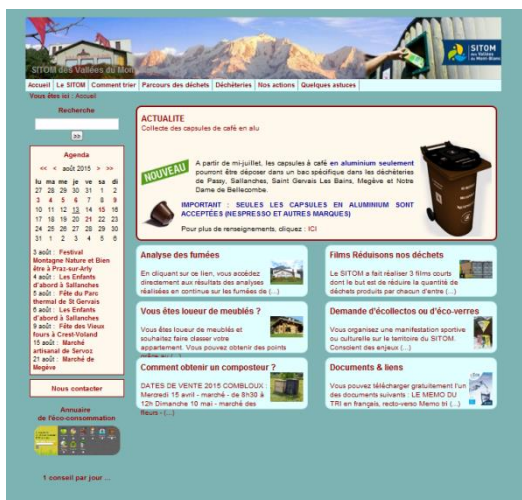 SITOM des Vallées du Mon
SITOM
des Vallées
du Mont Blanc
Accueil Le SITOM Comment trier Parcours des déchets Déchèteries Nos actions Quelques astuces
Vous êtes ici : Accueil
Recherche
>>
Agenda
<< < août 2015 > >>
lu ma me je ve sa di
27 28 29 30 31 1 2
3 4 5 6 7 8 9
10 11 12 13 14 15 16
17 18 19 20 21 22 23
24 25 26 27 28 29 30
31 1 2 3 4 5 6
3 août : Festival
Montagne Nature et Bien
être à Praz-sur-Arly
4 août : Les Enfants
d'abord à Sallanches
5 août : Fête du Parc
thermal de St Gervais
6 août : Les Enfants
d'abord à Sallanches
9 août : Fête des Vieux
fours à Crest-Voland
15 août : Marché
artisanal de Servoz
21 août : Marché de
Megève
Nous contacter
Annuaire
de l'éco-consommation
1 conseil par jour ...
ACTUALITE
Collecte des capsules de café en alu
NOUVEAU
A partir de mi-juillet, les capsules à café en aluminium seulement
pourront être déposer dans un bac spécifique dans les déchèteries
de Passy, Sallanches, Saint Gervais Les Bains, Megève et Notre
Dame de Bellecombe.
IMPORTANT : SEULES LES CAPSULES EN ALUMINIUM SONT
ACCEPTÉES (NESPRESSO ET AUTRES MARQUES)
Pour plus de renseignements, cliquez : ICI
Analyse des fumées
En cliquant sur ce lien, vous accédez
directement aux résultats des analyses
réalisées en continue sur les fumées de (...)
Films Réduisons nos déchets
Le SITOM a fait réaliser 3 films courts
dont le but est de réduire la quantité de
déchets produits par chacun d'entre (...)
Vous êtes loueur de meublés ?
Vous êtes loueur de meublés et
souhaitez faire classer votre
appartement. Vous pouvez obtenir des points
Demande d'écollectos ou d'éco-verres
Vous organisez une manifestation sportive
ou culturelle sur le territoire du SITOM.
Conscient des enjeux (...)
Comment obtenir un composteur ?
DATES DE VENTE 2015 COMBLOUX :
Mercredi 15 avril - marché - de 8h30 à
12h Dimanche 10 mai - marché des
fleurs - (...)
Documents & liens
Vous pouvez télécharger gratuitement l'un
des documents suivants : LE MEMO DU
TRI en français, recto-verso Memo tri (...)